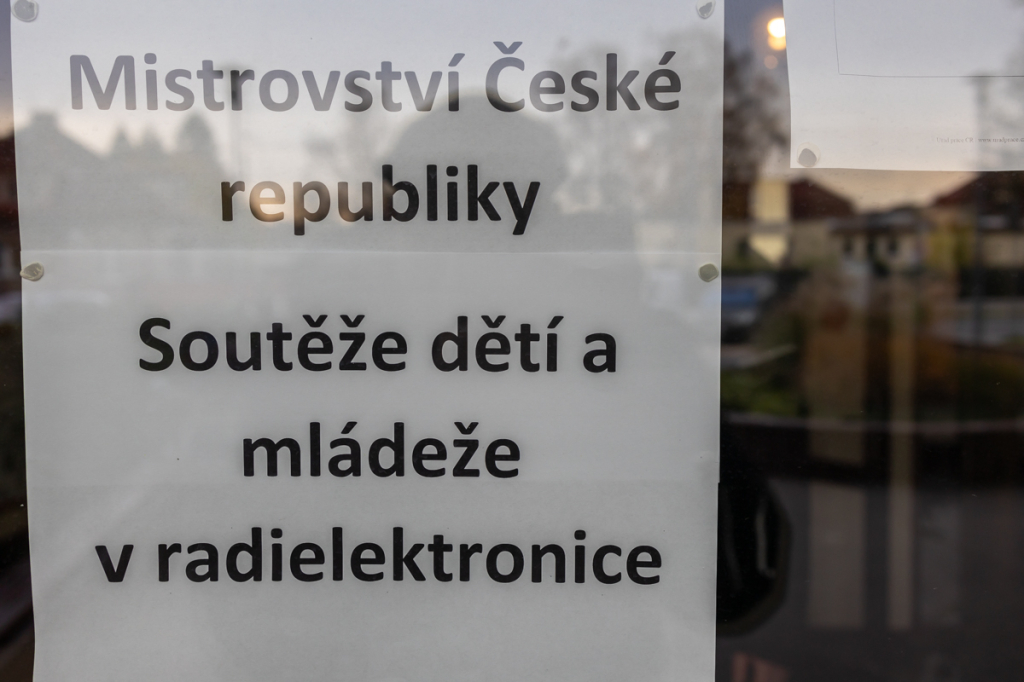 Mistrovství České
republiky
Soutěže dětí a
mládeže
v radielektronice